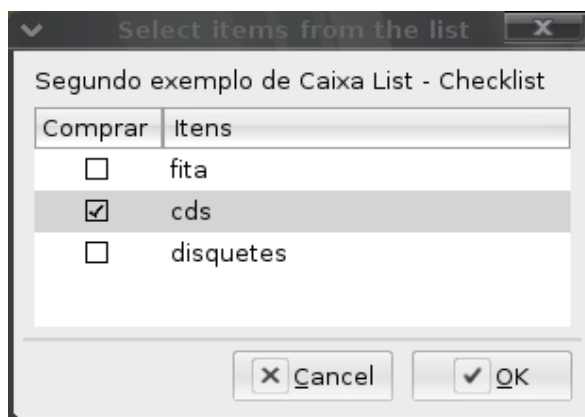 Select items from the list
Segundo exemplo de Caixa List - Checklist
Comprar Itens
fita
cds
disquetes
Cancel OK